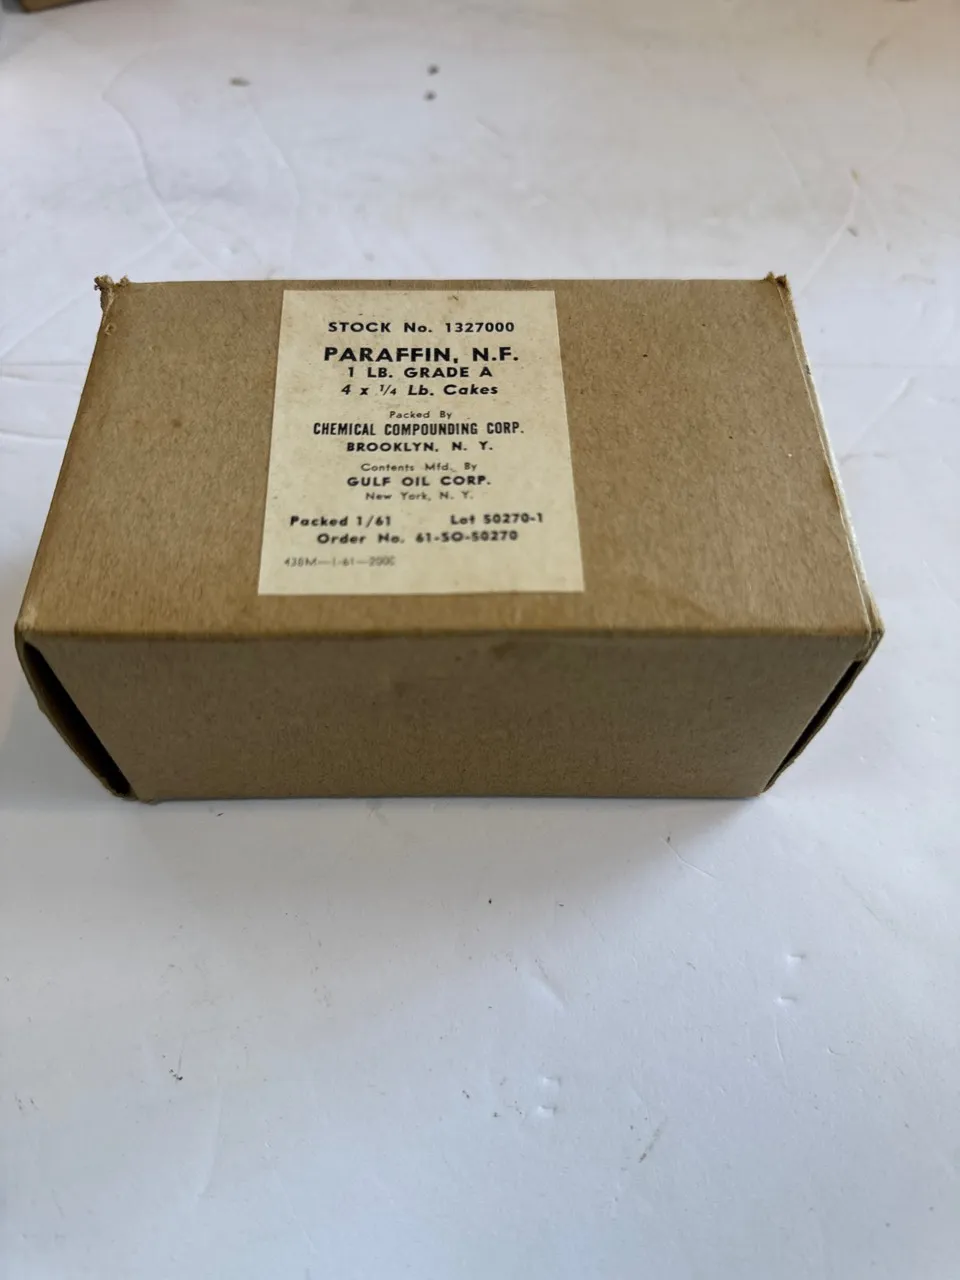 STOCK No. 1327000
PARAFFIN, N.F.
1 LB. GRADE A
4 x 1/4 Lb. Cakes
Packed By
CHEMICAL COMPOUNDING CORP.
BROOKLYN, N. Y.
Contents Mfd. By
GULF OIL CORP.
New York, N. Y.
Packed 1/61 Lot 50270-1
Order No. 61-SO-50270